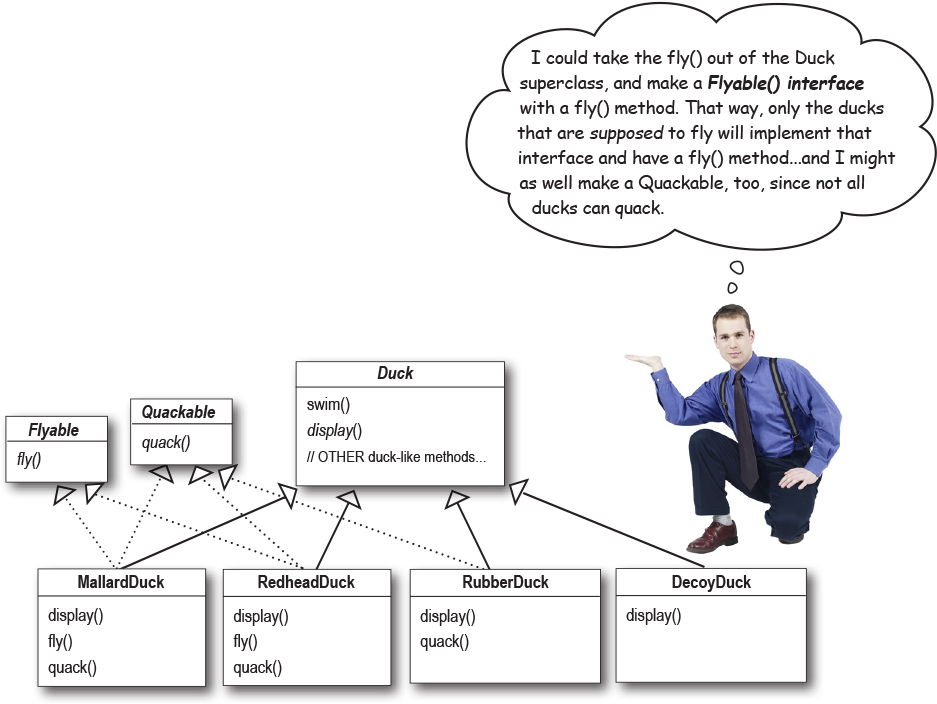 I could take the fly() out of the Duck
superclass, and make a Flyable() interface
with a fly() method. That way, only the ducks
that are supposed to fly will implement that
interface and have a fly() method...and I might
as well make a Quackable, too, since not all
ducks can quack.
Flyable
fly()
Quackable
quack()
Duck
swim()
display()
// OTHER duck-like methods...
MallardDuck
display()
fly()
quack()
RedheadDuck
display()
fly()
quack()
RubberDuck
display()
quack()
DecoyDuck
display()